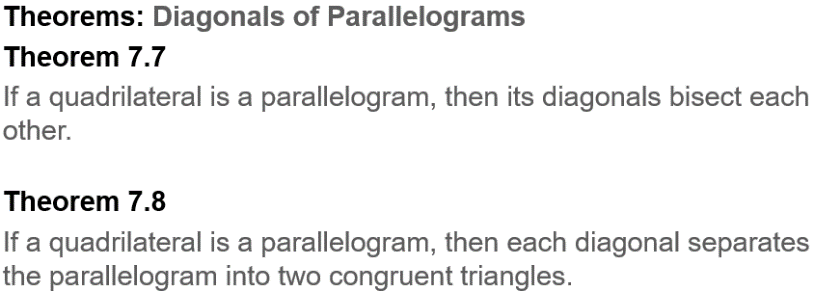 Theorems: Diagonals of Parallelograms
Theorem 7.7
If a quadrilateral is a parallelogram, then its diagonals bisect each
other.
Theorem 7.8
If a quadrilateral is a parallelogram, then each diagonal separates
the parallelogram into two congruent triangles.